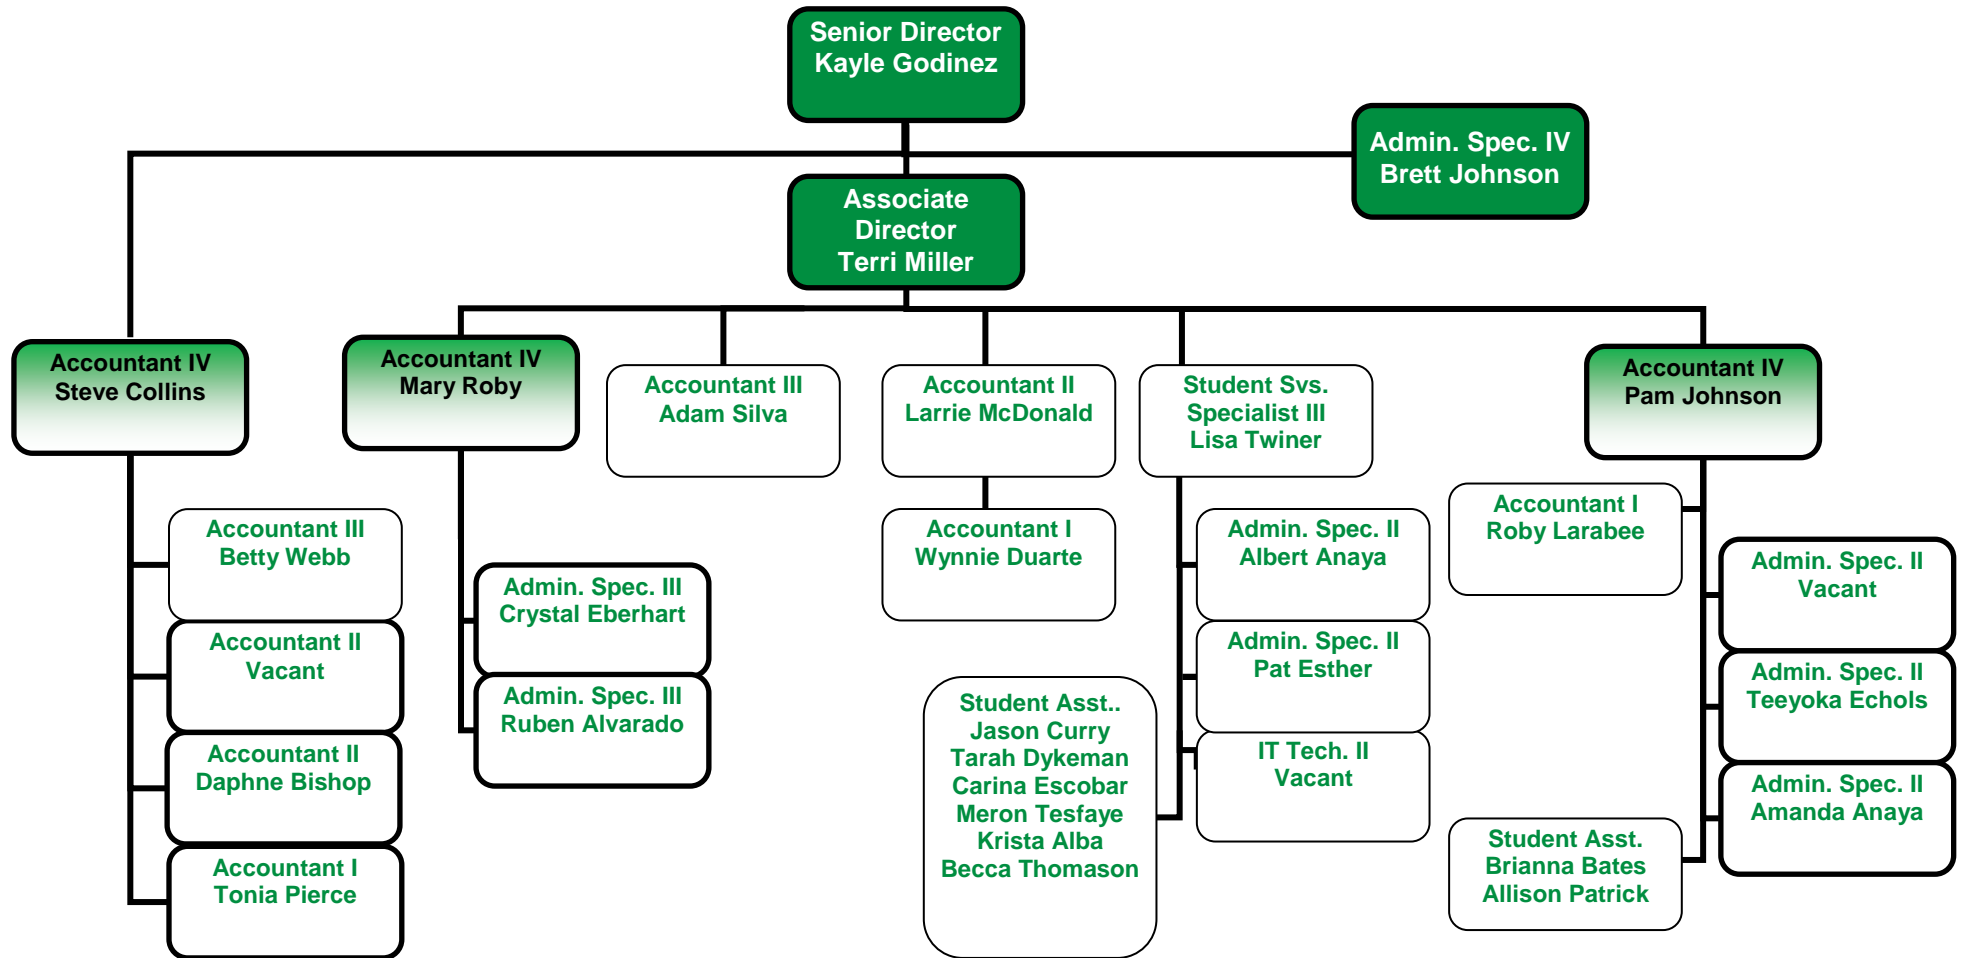 Senior Director
Kayle Godinez
Admin. Spec. IV
Brett Johnson
Associate
Director
Terri Miller
Accountant IV
Steve Collins
Accountant IV
Mary Roby
Accountant III
Adam Silva
Accountant II
Larrie McDonald
Student Svs.
Specialist III
Lisa Twiner
Accountant IV
Pam Johnson
Accountant III
Betty Webb
Accountant II
Vacant
Accountant II
Daphne Bishop
Accountant I
Tonia Pierce
Admin. Spec. III
Crystal Eberhart
Admin. Spec. III
Ruben Alvarado
Accountant I
Wynnie Duarte
Admin. Spec. II
Albert Anaya
Admin. Spec. II
Pat Esther
IT Tech. II
Vacant
Student Asst..
Jason Curry
Tarah Dykeman
Carina Escobar
Meron Tesfaye
Krista Alba
Becca Thomason
Accountant I
Roby Larabee
Admin. Spec. II
Vacant
Admin. Spec. II
Teeyoka Echols
Admin. Spec. II
Amanda Anaya
Student Asst.
Brianna Bates
Allison Patrick